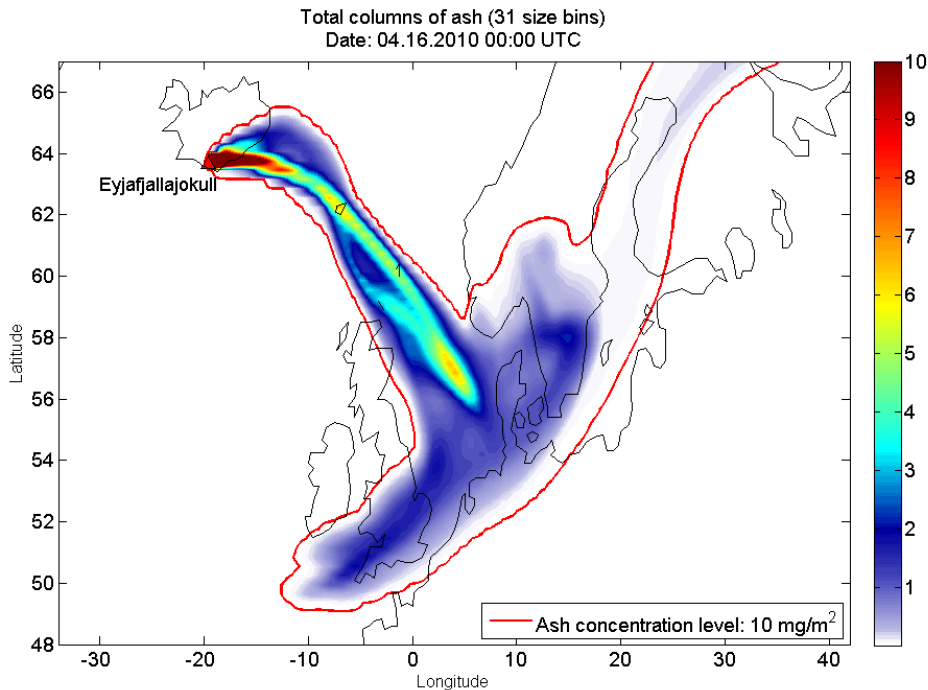 Total columns of ash (31 size bins)
Date: 04.16.2010 00:00 UTC
10
9
8
7
6
5
4
3
2
1
66
64
62
60
58
56
54
52
50
48
Latitude
Eyjafjallajokull
Ash concentration level: 10 mg/m²
-30 -20 -10 0 10 20 30 40
Longitude